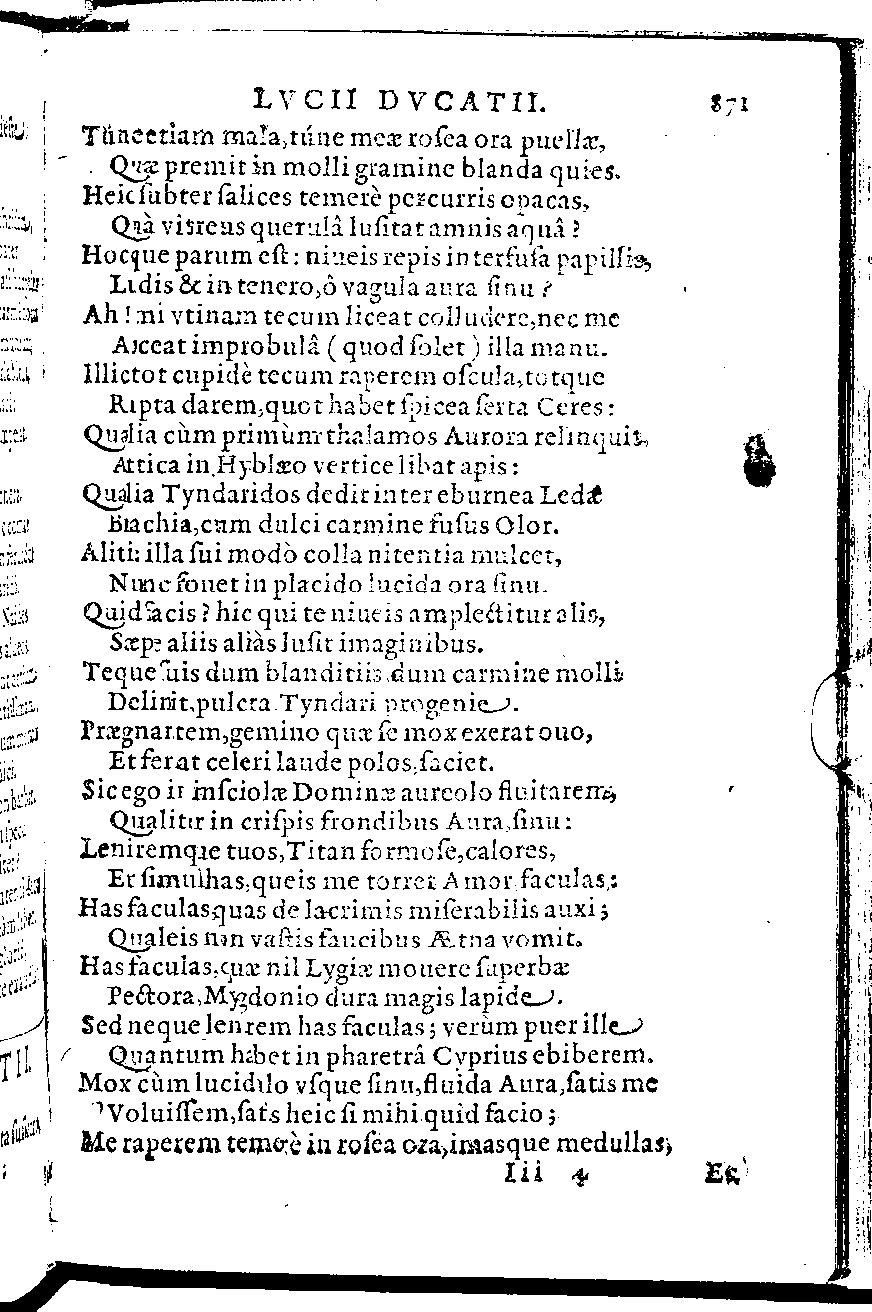 LVCII DVCATII. 871
Túne etiam mala, túne meæ roſea ora puellæ,
Quæ premit in molli gramine blanda quies.
Heic ſubter ſalices temerè percurris opacas,
Quà vitreus querulâ luſitat amnis aquâ?
Hocque parum eſt: niueis repis interfuſa papillis,
Ludis & in tenero, ô vagula aura ſinu?
Ah! mi vtinam tecum liceat colludere, nec me
Arceat improbulâ (quod ſolet) illa manu.
Illic tot cupidè tecum raperem oſcula, totque
Rapta darem, quot habet ſpicea ſerta Ceres:
Qualia cùm primùm thalamos Aurora relinquit,
Attica in Hyblæo vertice libat apis:
Qualia Tyndaridos dedit inter eburnea Ledæ
Brachia, cum dulci carmine fuſus Olor.
Aliti: illa ſui modò colla nitentia mulcet,
Nunc fouet in placido lucida ora ſinu.
Quid facis? hic qui te niueis amplectitur alis,
Sæpe aliis aliàs luſit imaginibus.
Teque ſuis dum blanditiis, dum carmine molli
Delinit, pulcra Tyndari progenie.
Prægnantem, gemino quæ ſe mox exerat ouo,
Et ferat celeri laude polos, faciet.
Sic ego in inſciolæ Dominæ aureolo fluitarem,
Qualiter in criſpis frondibus Aura, ſinu:
Leniremque tuos, Titan formoſe, calores,
Et ſimul has, queis me torret Amor faculas:
Has faculas, quas de lacrimis miſerabilis auxi;
Qualeis non vaſtis faucibus Ætna vomit.
Has faculas, quæ nil Lygiæ mouere ſuperbæ
Pectora, Mygdonio dura magis lapide.
Sed neque lenirem has faculas; verùm puer ille
Quantum habet in pharetrâ Cyprius ebiberem.
Mox cùm lucidulo vſque ſinu, fluida Aura, ſatis me
Voluiſſem, ſatis heic ſi mihi quid facio;
Me raperem temerè in roſea ora, imasque medullas,
Iii 4 Et